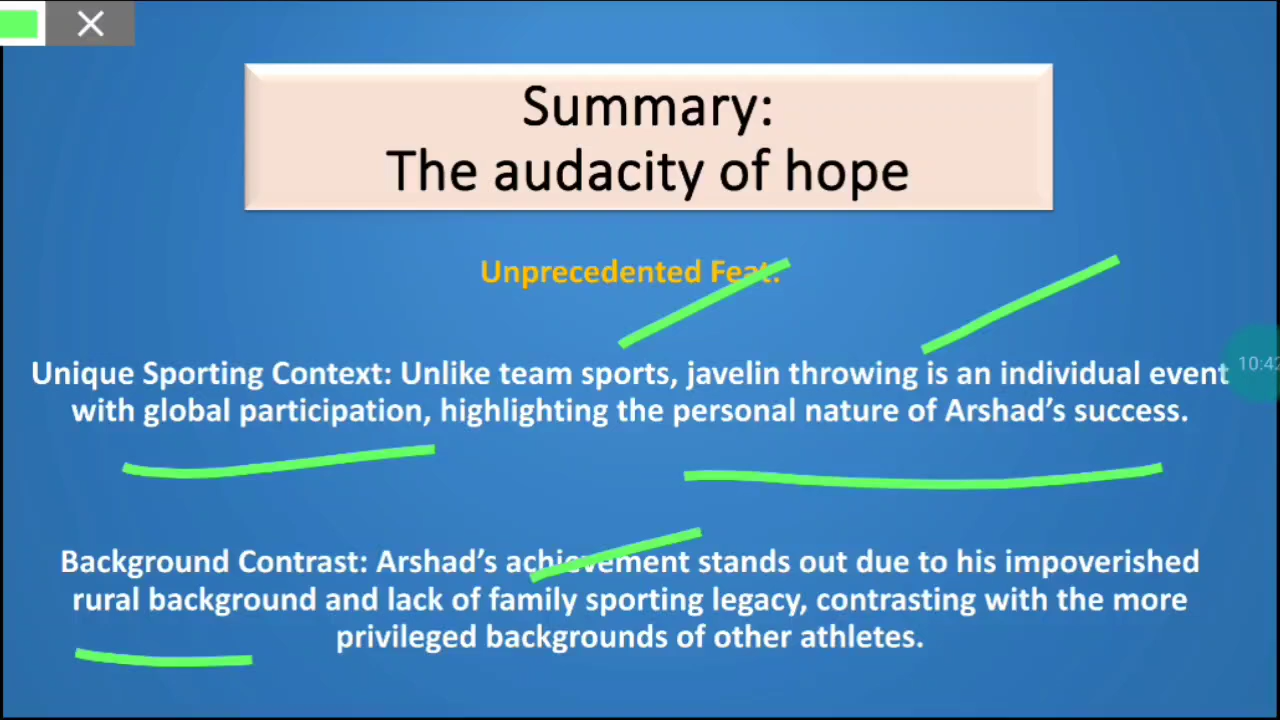 Summary:
The audacity of hope
Unprecedented Feat:
Unique Sporting Context: Unlike team sports, javelin throwing is an individual event
with global participation, highlighting the personal nature of Arshad's success.
10:42
Background Contrast: Arshad's achievement stands out due to his impoverished
rural background and lack of family sporting legacy, contrasting with the more
privileged backgrounds of other athletes.